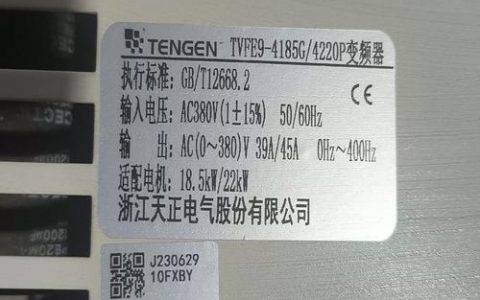 TENGEN TVFE9-4185G/4220P变频器
执行标准: GB/T12668.2
输入电压: AC380V(1±15%) 50/60Hz
输 出: AC(0～380)V 39A/45A 0Hz～400Hz
适配电机: 18.5kW/22kW
浙江天正电气股份有限公司
CE
J230629
10FXBY